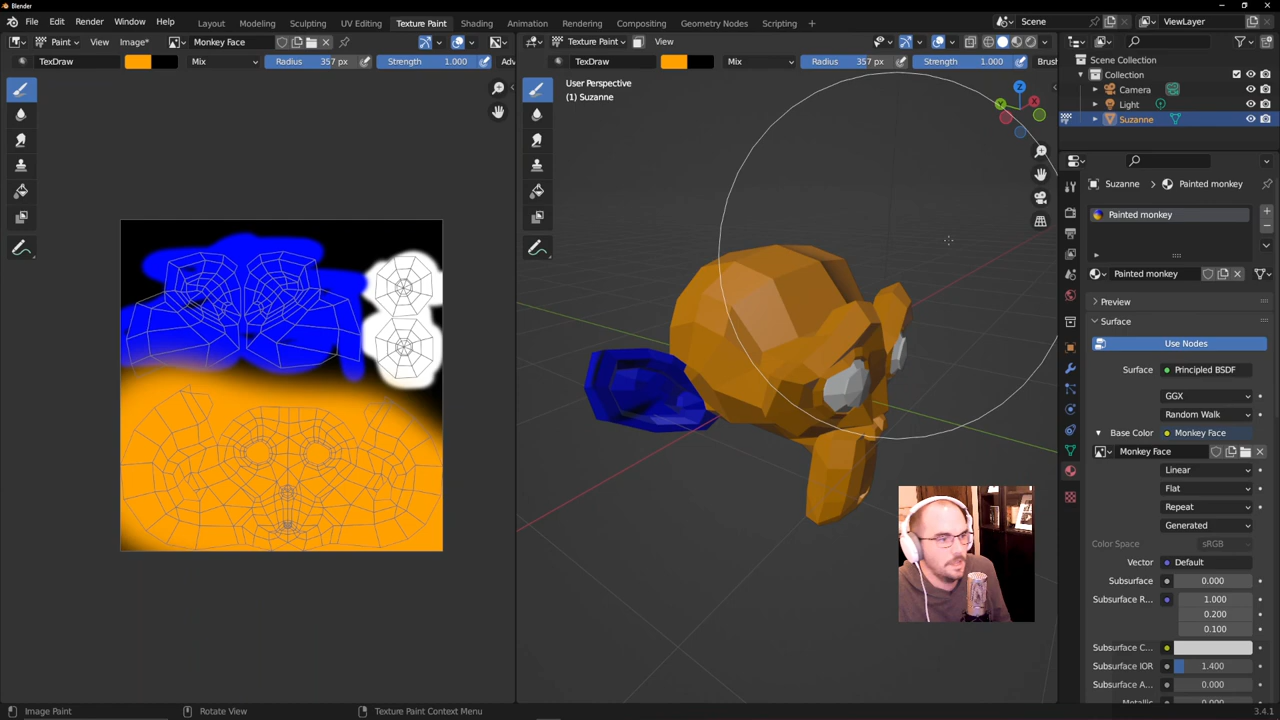 Blender
File Edit Render Window Help
Layout Modeling Sculpting UV Editing Texture Paint Shading Animation Rendering Compositing Geometry Nodes Scripting +
Scene
ViewLayer
Paint View Image* Monkey Face
Texture Paint View
TexDraw Mix Radius 357 px Strength 1.000 Adv
TexDraw Mix Radius 357 px Strength 1.000 Brush
User Perspective
(1) Suzanne
Scene Collection
Collection
Camera
Light
Suzanne
Suzanne > Painted monkey
Painted monkey
Painted monkey
Preview
Surface
Use Nodes
Surface Principled BSDF
GGX
Random Walk
Base Color Monkey Face
Monkey Face
Linear
Flat
Repeat
Generated
Color Space sRGB
Vector Default
Subsurface 0.000
Subsurface R... 1.000
0.200
0.100
Subsurface C...
Subsurface IOR 1.400
Subsurface A... 0.000
Image Paint Rotate View Texture Paint Context Menu
3.4.1